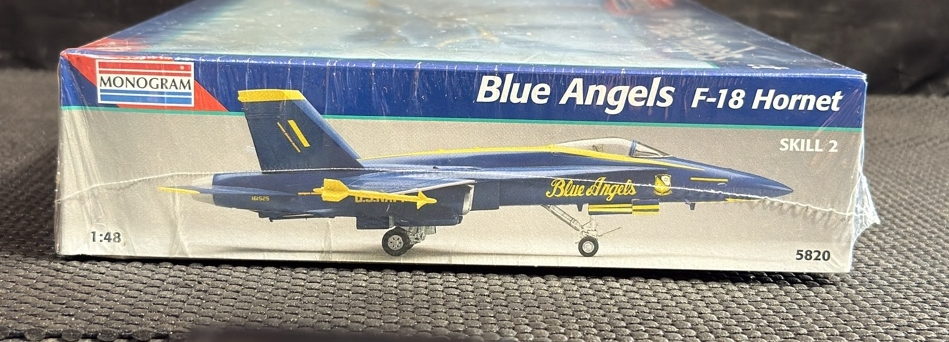 MONOGRAM
Blue Angels F-18 Hornet
SKILL 2
Blue Angels
1:48
5820